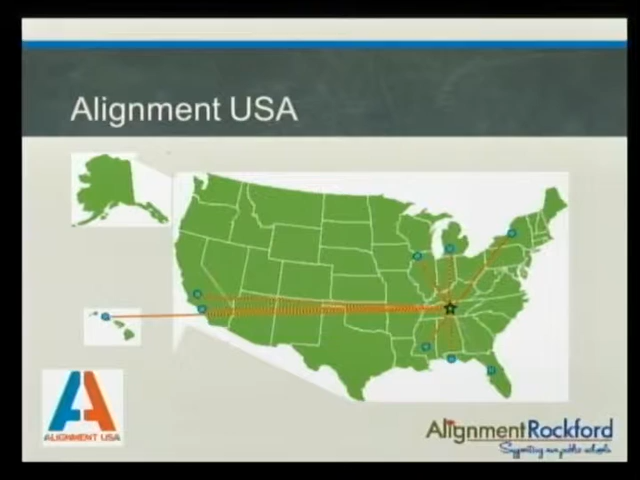 Alignment USA
ALIGNMENT USA
AlignmentRockford
Supporting our public schools